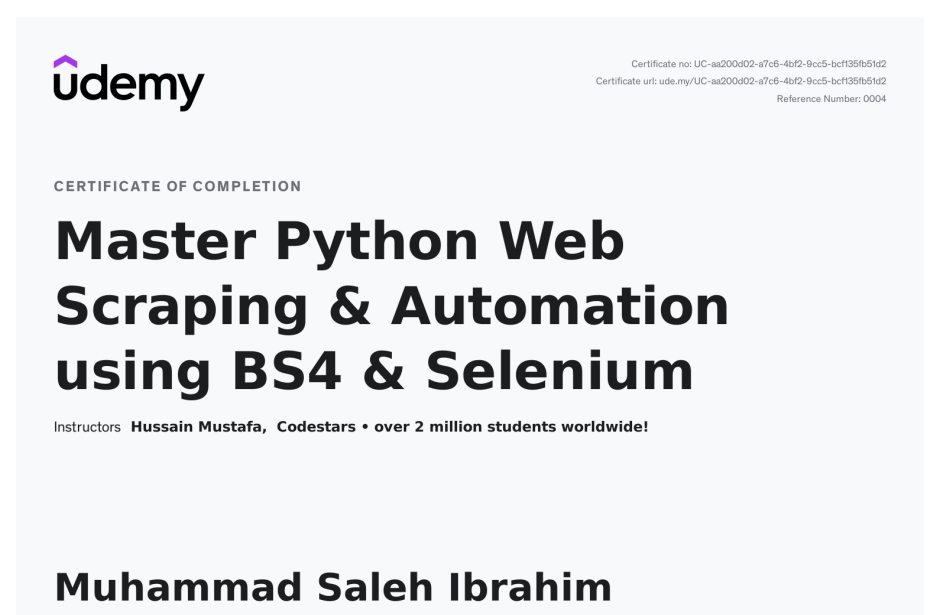 udemy
Certificate no: UC-aa200d02-a7c6-4bf2-9cc5-bcf135fb51d2
Certificate url: ude.my/UC-aa200d02-a7c6-4bf2-9cc5-bcf135fb51d2
Reference Number: 0004
CERTIFICATE OF COMPLETION
Master Python Web
Scraping & Automation
using BS4 & Selenium
Instructors Hussain Mustafa, Codestars • over 2 million students worldwide!
Muhammad Saleh Ibrahim